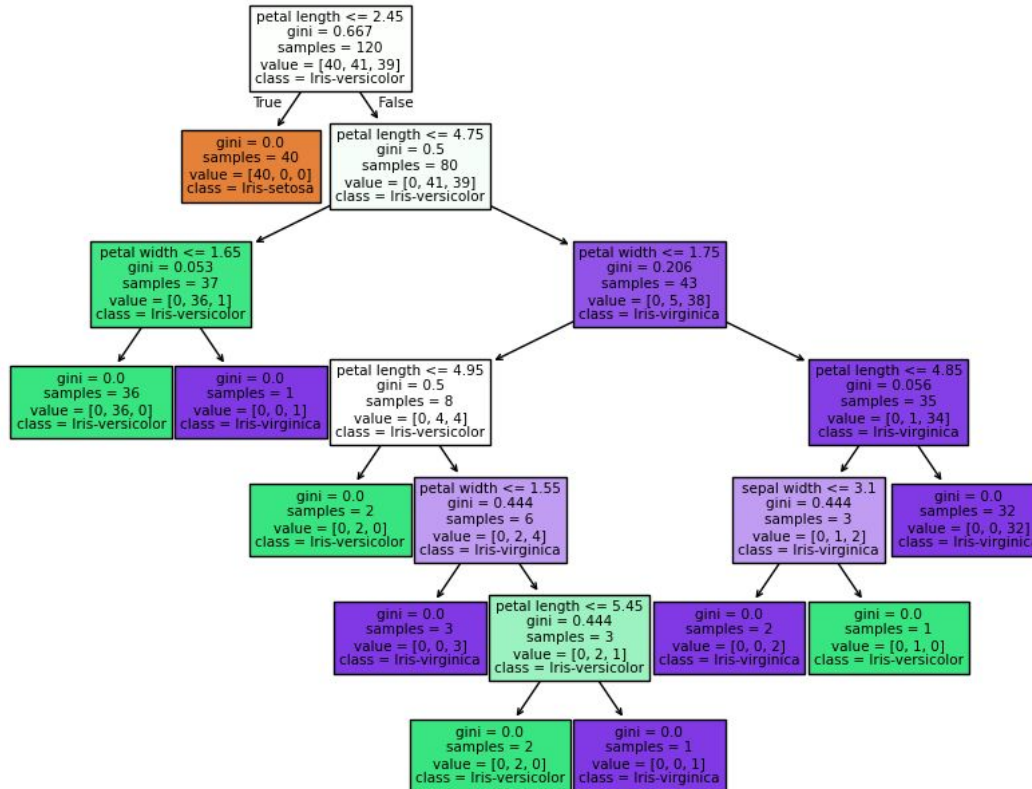 petal length <= 2.45
gini = 0.667
samples = 120
value = [40, 41, 39]
class = Iris-versicolor
True
False
gini = 0.0
samples = 40
value = [40, 0, 0]
class = Iris-setosa
petal length <= 4.75
gini = 0.5
samples = 80
value = [0, 41, 39]
class = Iris-versicolor
petal width <= 1.65
gini = 0.053
samples = 37
value = [0, 36, 1]
class = Iris-versicolor
petal width <= 1.75
gini = 0.206
samples = 43
value = [0, 5, 38]
class = Iris-virginica
gini = 0.0
samples = 36
value = [0, 36, 0]
class = Iris-versicolor
gini = 0.0
samples = 1
value = [0, 0, 1]
class = Iris-virginica
petal length <= 4.95
gini = 0.5
samples = 8
value = [0, 4, 4]
class = Iris-versicolor
petal length <= 4.85
gini = 0.056
samples = 35
value = [0, 1, 34]
class = Iris-virginica
gini = 0.0
samples = 2
value = [0, 2, 0]
class = Iris-versicolor
petal width <= 1.55
gini = 0.444
samples = 6
value = [0, 2, 4]
class = Iris-virginica
sepal width <= 3.1
gini = 0.444
samples = 3
value = [0, 1, 2]
class = Iris-virginica
gini = 0.0
samples = 32
value = [0, 0, 32]
class = Iris-virginica
gini = 0.0
samples = 3
value = [0, 0, 3]
class = Iris-virginica
petal length <= 5.45
gini = 0.444
samples = 3
value = [0, 2, 1]
class = Iris-versicolor
gini = 0.0
samples = 2
value = [0, 0, 2]
class = Iris-virginica
gini = 0.0
samples = 1
value = [0, 1, 0]
class = Iris-versicolor
gini = 0.0
samples = 2
value = [0, 2, 0]
class = Iris-versicolor
gini = 0.0
samples = 1
value = [0, 0, 1]
class = Iris-virginica